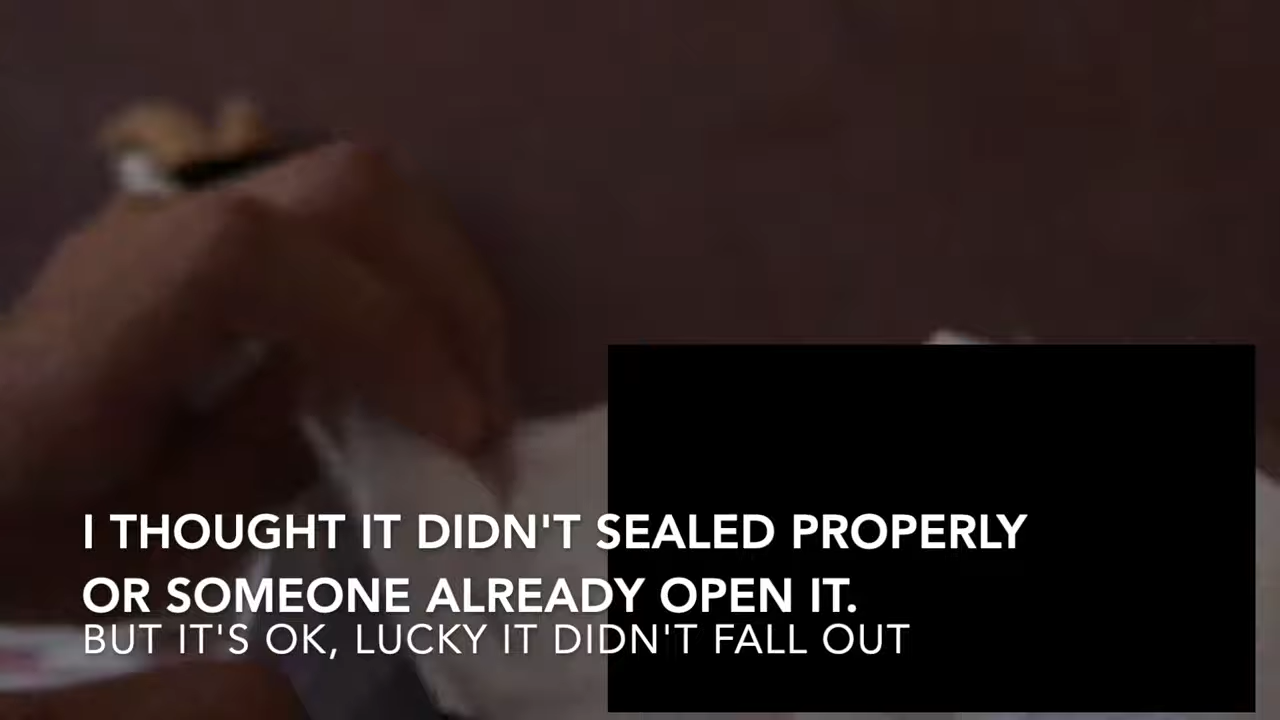 I THOUGHT IT DIDN'T SEALED PROPERLY
OR SOMEONE ALREADY OPEN IT.
BUT IT'S OK, LUCKY IT DIDN'T FALL OUT